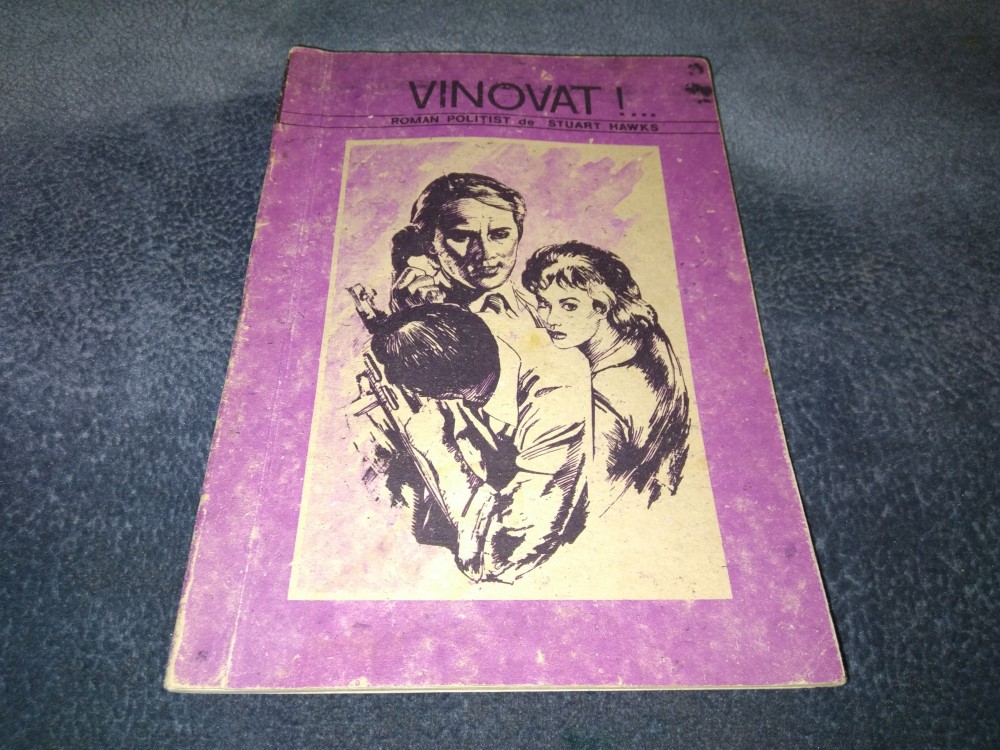 VINOVAT !....
ROMAN POLITIST de STUART HAWKS